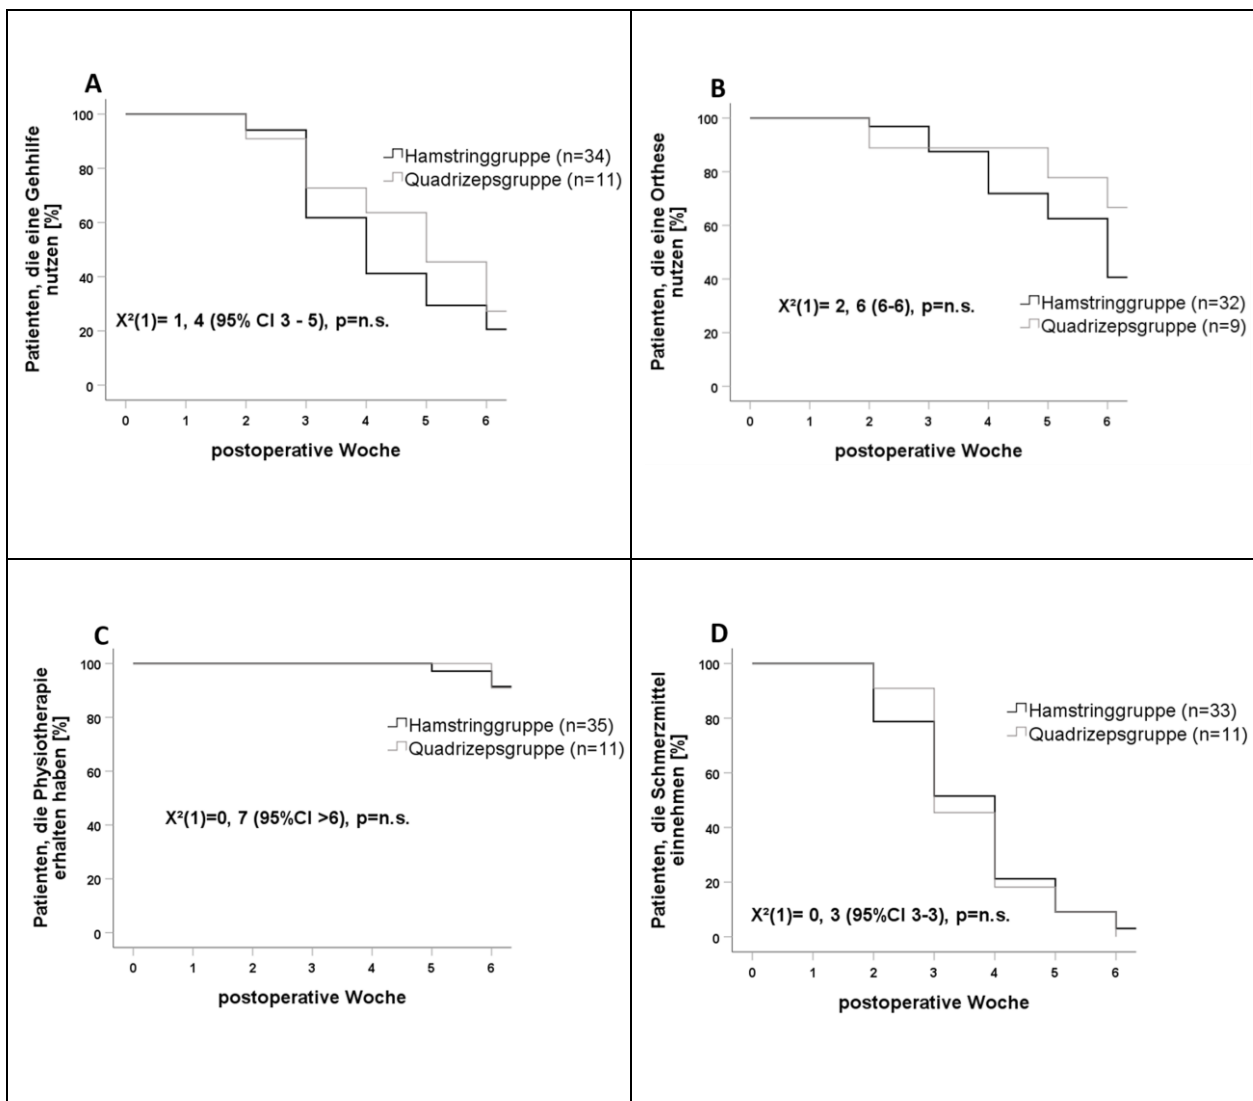 A
Patienten, die eine Gehhilfe
nutzen [%]
100
80
60
40
20
0
Hamstringgruppe (n=34)
Quadrizepsgruppe (n=11)
X²(1)= 1, 4 (95% CI 3 - 5), p=n.s.
0 1 2 3 4 5 6
postoperative Woche
B
Patienten, die eine Orthese
nutzen [%]
100
80
60
40
20
0
X²(1)= 2, 6 (6-6), p=n.s.
Hamstringgruppe (n=32)
Quadrizepsgruppe (n=9)
0 1 2 3 4 5 6
postoperative Woche
C
Patienten, die Physiotherapie
erhalten haben [%]
100
80
60
40
20
0
Hamstringgruppe (n=35)
Quadrizepsgruppe (n=11)
X²(1)=0, 7 (95%CI >6), p=n.s.
0 1 2 3 4 5 6
postoperative Woche
D
Patienten, die Schmerzmittel
einnehmen [%]
100
80
60
40
20
0
Hamstringgruppe (n=33)
Quadrizepsgruppe (n=11)
X²(1)= 0, 3 (95%CI 3-3), p=n.s.
0 1 2 3 4 5 6
postoperative Woche